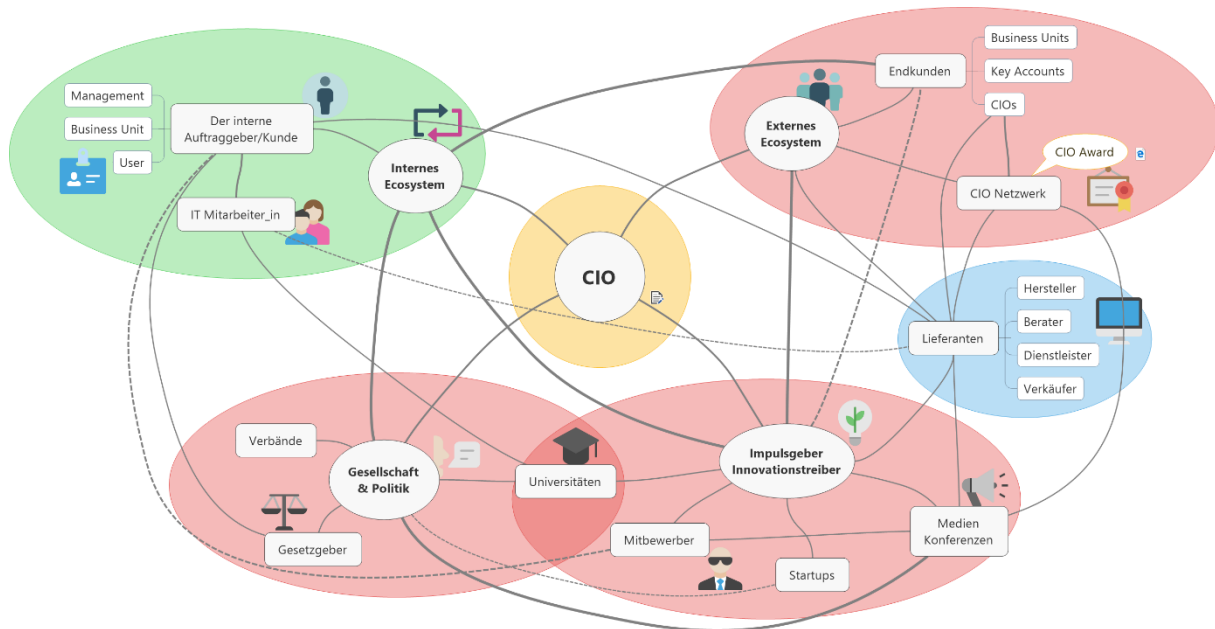 Management
Business Unit
User
Der interne
Auftraggeber/Kunde
IT Mitarbeiter_in
Internes
Ecosystem
Externes
Ecosystem
Endkunden
Business Units
Key Accounts
CIOs
CIO Award
CIO Netzwerk
CIO
Lieferanten
Hersteller
Berater
Dienstleister
Verkäufer
Verbände
Gesellschaft
& Politik
Gesetzgeber
Universitäten
Impulsgeber
Innovationstreiber
Mitbewerber
Startups
Medien
Konferenzen